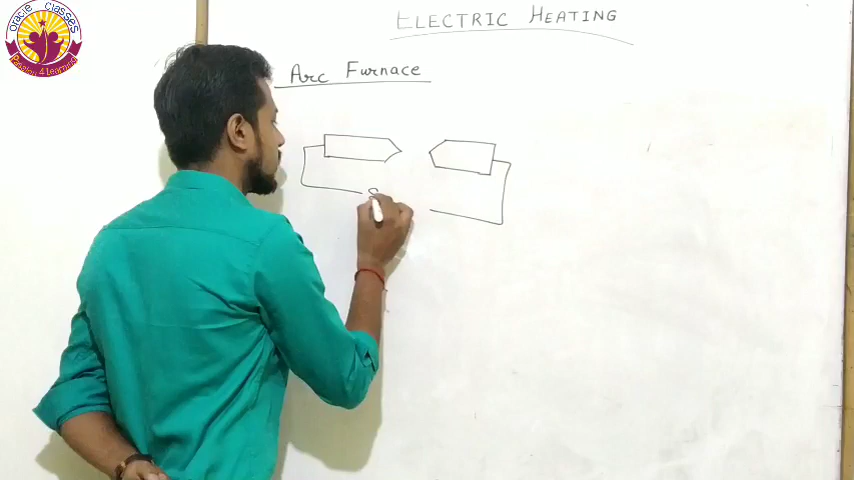 oracle classes
Passion 4 Learning
ELECTRIC HEATING
Arc Furnace
S